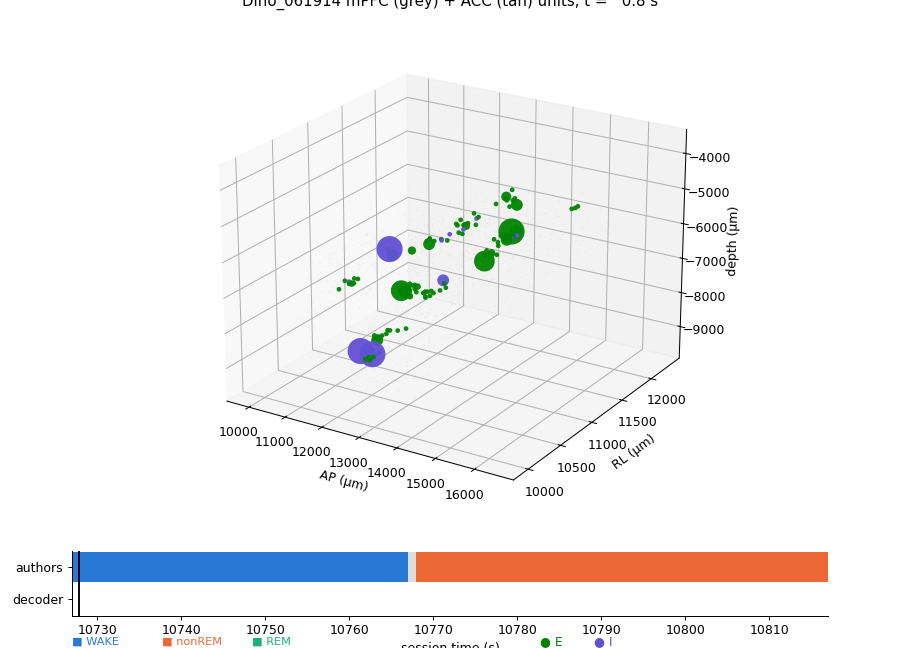 Dino_061914 mPFC (grey) + ACC (tan) units, t = 0.8 s
−4000
−5000
−6000
−7000
−8000
−9000
depth (μm)
10000
11000
12000
13000
14000
15000
16000
AP (μm)
10000
10500
11000
11500
12000
RL (μm)
authors
decoder
10730 10740 10750 10760 10770 10780 10790 10800 10810
session time (s)
WAKE nonREM REM E I